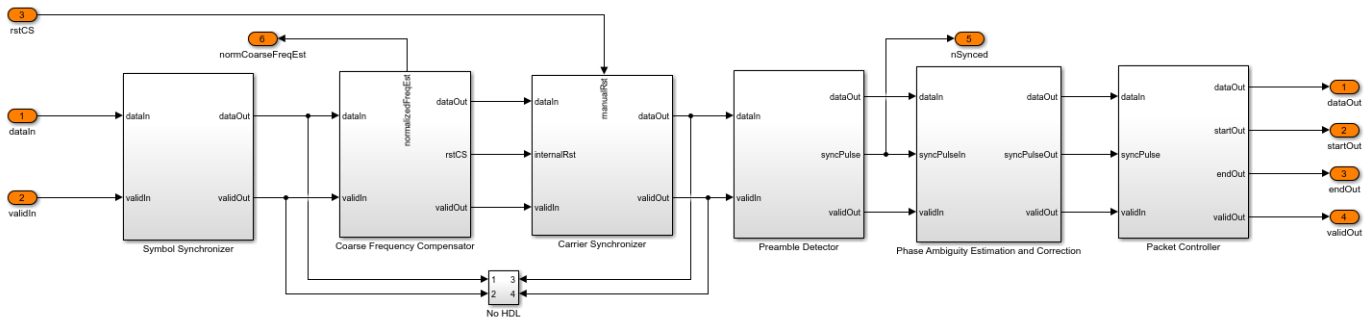 3
rstCS
6
normCoarseFreqEst
5
nSynced
1
dataIn
2
validIn
dataIn
validIn
dataOut
validOut
Symbol Synchronizer
normalizedFreqEst
dataIn
validIn
dataOut
rstCS
validOut
Coarse Frequency Compensator
manualRst
dataIn
internalRst
validIn
dataOut
validOut
Carrier Synchronizer
1 3
2 4
No HDL
dataIn
validIn
dataOut
syncPulse
validOut
Preamble Detector
dataIn
syncPulseIn
validIn
dataOut
syncPulseOut
validOut
Phase Ambiguity Estimation and Correction
dataIn
syncPulse
validIn
dataOut
startOut
endOut
validOut
Packet Controller
1
dataOut
2
startOut
3
endOut
4
validOut